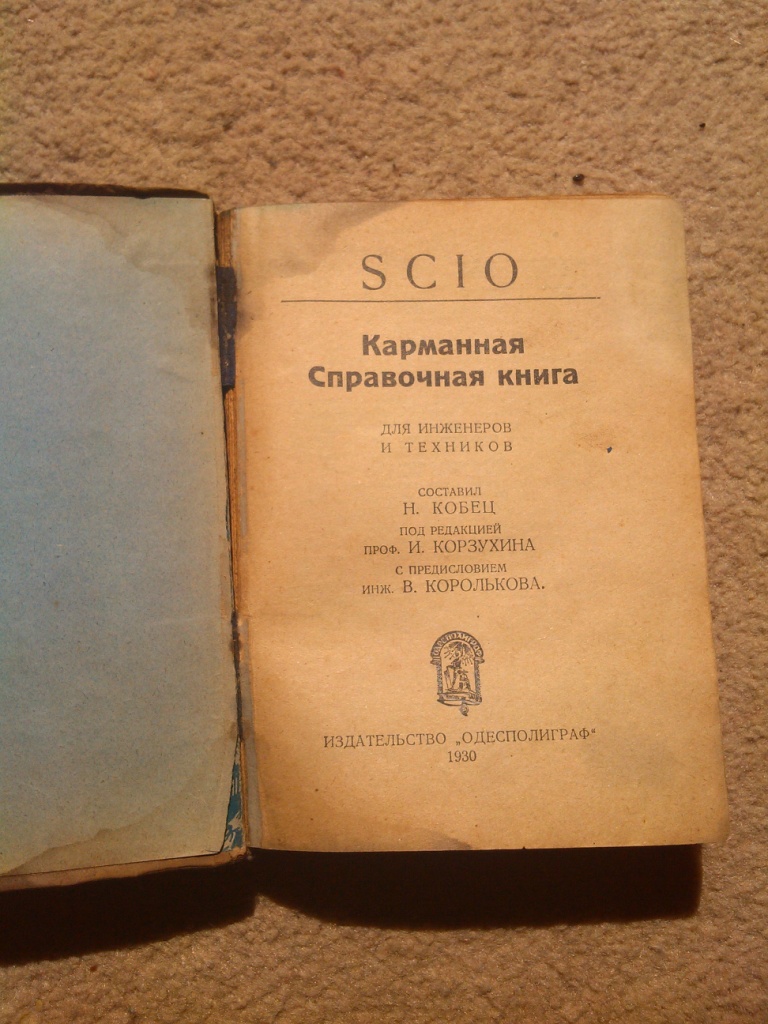 SCIO
Карманная
Справочная книга
ДЛЯ ИНЖЕНЕРОВ
И ТЕХНИКОВ
СОСТАВИЛ
Н. КОБЕЦ
ПОД РЕДАКЦИЕЙ
ПРОФ. И. КОРЗУХИНА
С ПРЕДИСЛОВИЕМ
ИНЖ. В. КОРОЛЬКОВА.
ОДЕСПОЛИГРАФ
ИЗДАТЕЛЬСТВО „ОДЕСПОЛИГРАФ“
1930